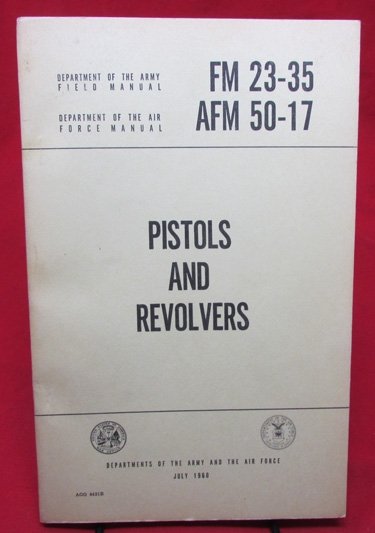 DEPARTMENT OF THE ARMY
FIELD MANUAL
FM 23-35
DEPARTMENT OF THE AIR
FORCE MANUAL
AFM 50-17
PISTOLS
AND
REVOLVERS
DEPARTMENTS OF THE ARMY AND THE AIR FORCE
JULY 1960
AGO